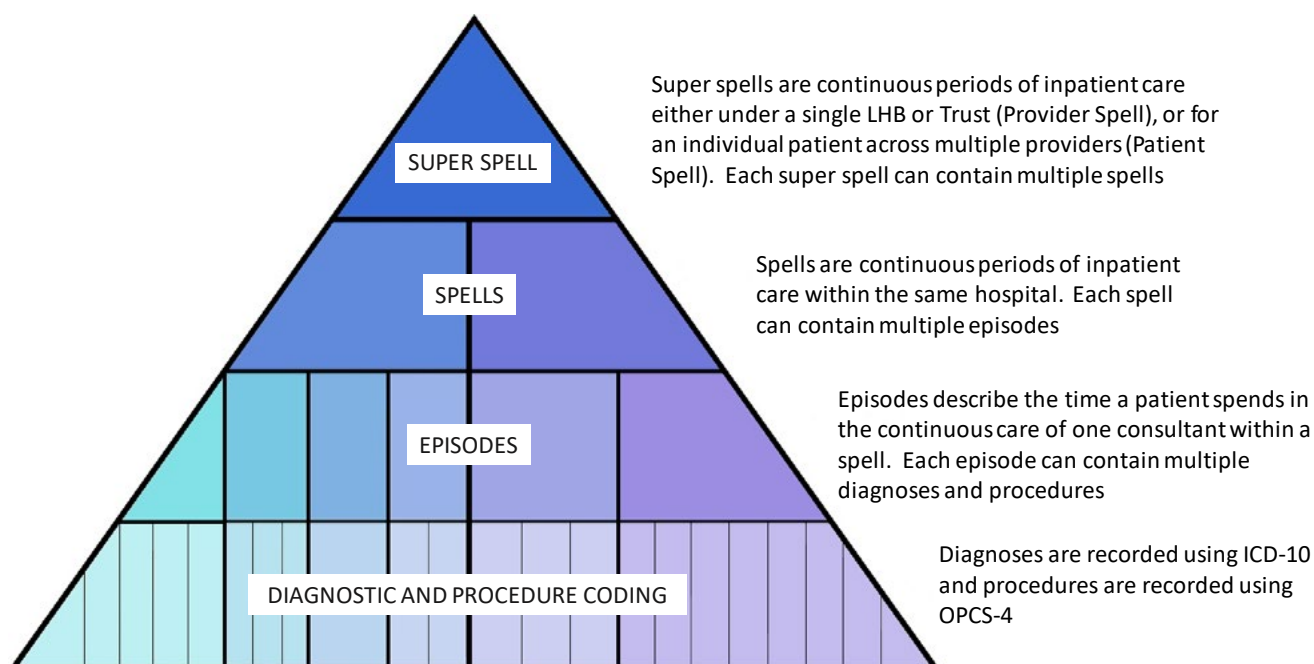 Super spells are continuous periods of inpatient care
either under a single LHB or Trust (Provider Spell), or for
an individual patient across multiple providers (Patient
Spell).  Each super spell can contain multiple spells
SUPER SPELL
Spells are continuous periods of inpatient
care within the same hospital.  Each spell
can contain multiple episodes
SPELLS
Episodes describe the time a patient spends in
the continuous care of one consultant within a
spell.  Each episode can contain multiple
diagnoses and procedures
EPISODES
Diagnoses are recorded using ICD-10
and procedures are recorded using
OPCS-4
DIAGNOSTIC AND PROCEDURE CODING